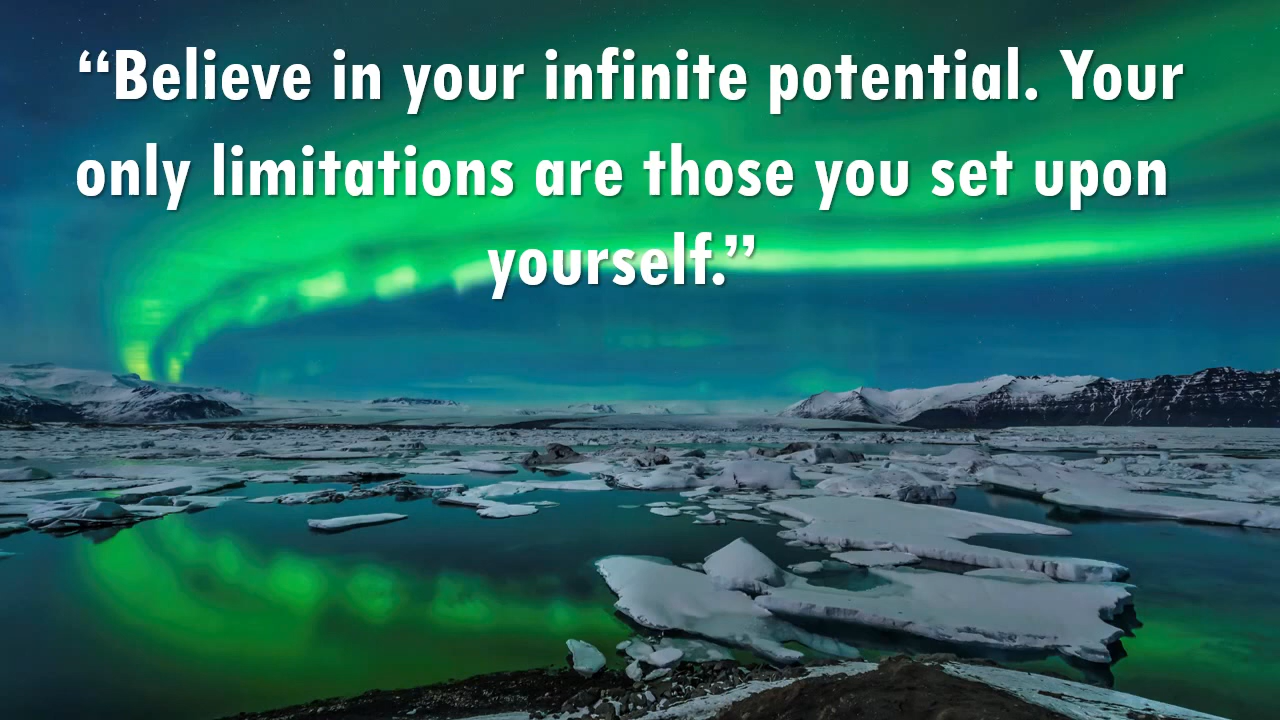 “Believe in your infinite potential. Your
only limitations are those you set upon
yourself.”